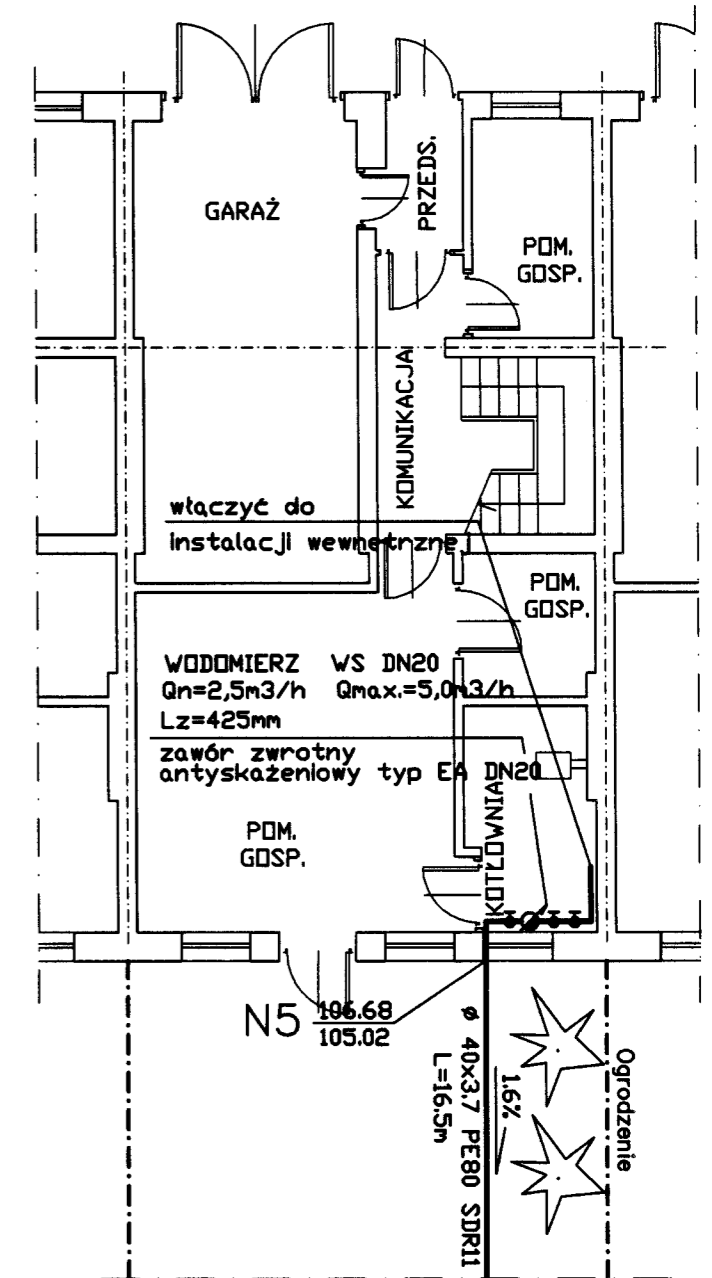 GARAŻ
PRZEDS.
POM.
GOSP.
KOMUNIKACJA
włączyć do
instalacji wewnętrznej
POM.
GOSP.
WODOMIERZ WS DN20
Qn=2,5m3/h Qmax.=5,0m3/h
Lz=425mm
zawór zwrotny
antyskażeniowy typ EA DN20
POM.
GOSP.
KOTŁOWNIA
N5
106.68
105.02
ø 40x3,7 PE80 SDR11
L=16,5m
1.6%
Ogrodzenie